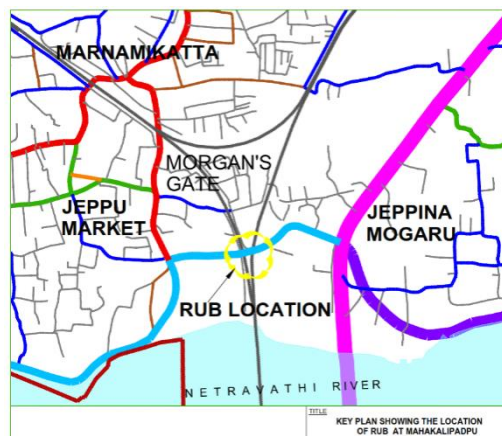 MARNAMIKATTA
MORGAN'S
GATE
JEPPU
MARKET
JEPPINA
MOGARU
RUB LOCATION
NETRAVATHI RIVER
TITLE
KEY PLAN SHOWING THE LOCATION
OF RUB AT MAHAKALIPADPU